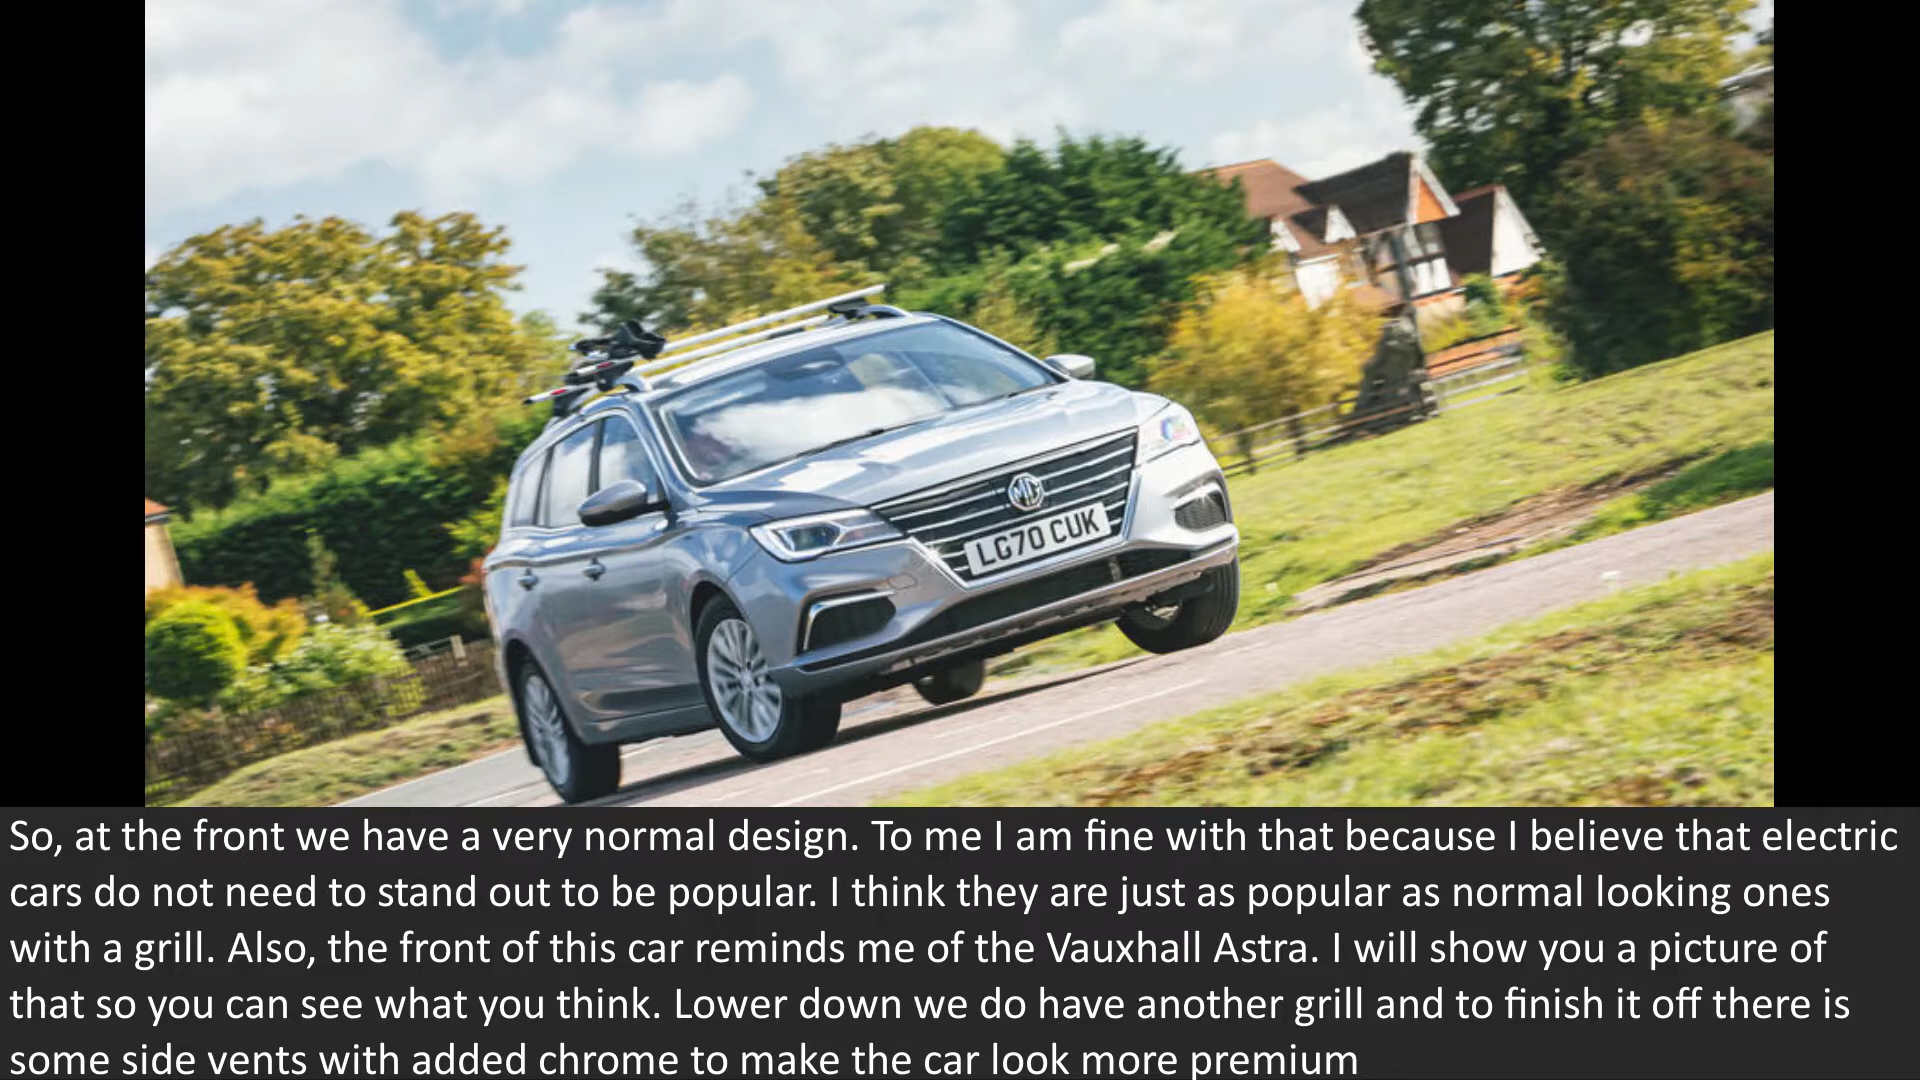 MG
LG70 CUK
So, at the front we have a very normal design. To me I am fine with that because I believe that electric
cars do not need to stand out to be popular. I think they are just as popular as normal looking ones
with a grill. Also, the front of this car reminds me of the Vauxhall Astra. I will show you a picture of
that so you can see what you think. Lower down we do have another grill and to finish it off there is
some side vents with added chrome to make the car look more premium